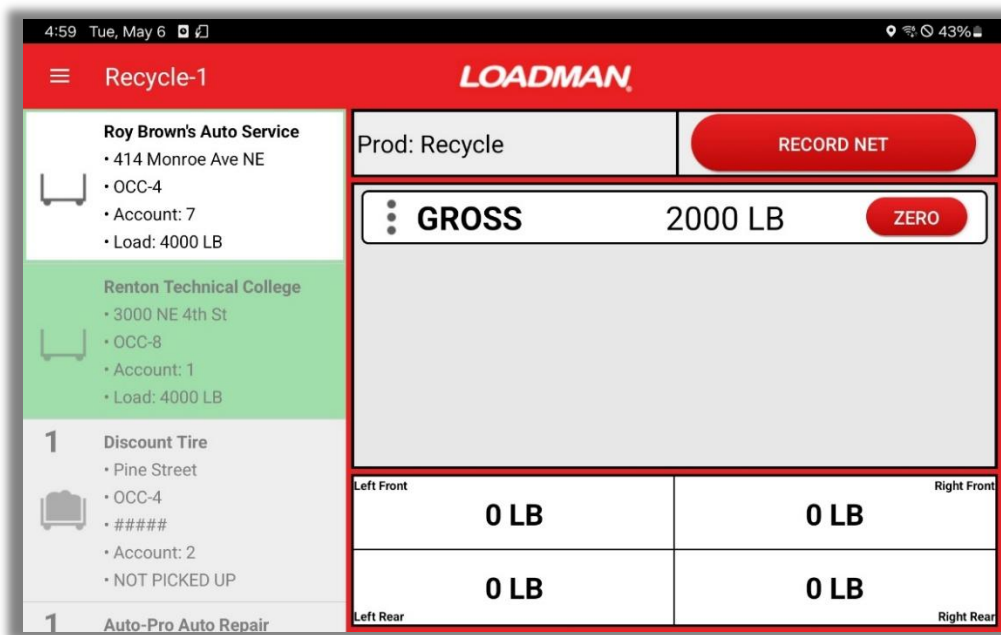 4:59 Tue, May 6
43%
Recycle-1
LOADMAN
Roy Brown's Auto Service
• 414 Monroe Ave NE
• OCC-4
• Account: 7
• Load: 4000 LB
Renton Technical College
• 3000 NE 4th St
• OCC-8
• Account: 1
• Load: 4000 LB
1
Discount Tire
• Pine Street
• OCC-4
• #####
• Account: 2
• NOT PICKED UP
1
Auto-Pro Auto Repair
Prod: Recycle
RECORD NET
GROSS 2000 LB
ZERO
Left Front
0 LB
Right Front
0 LB
0 LB
Left Rear
0 LB
Right Rear